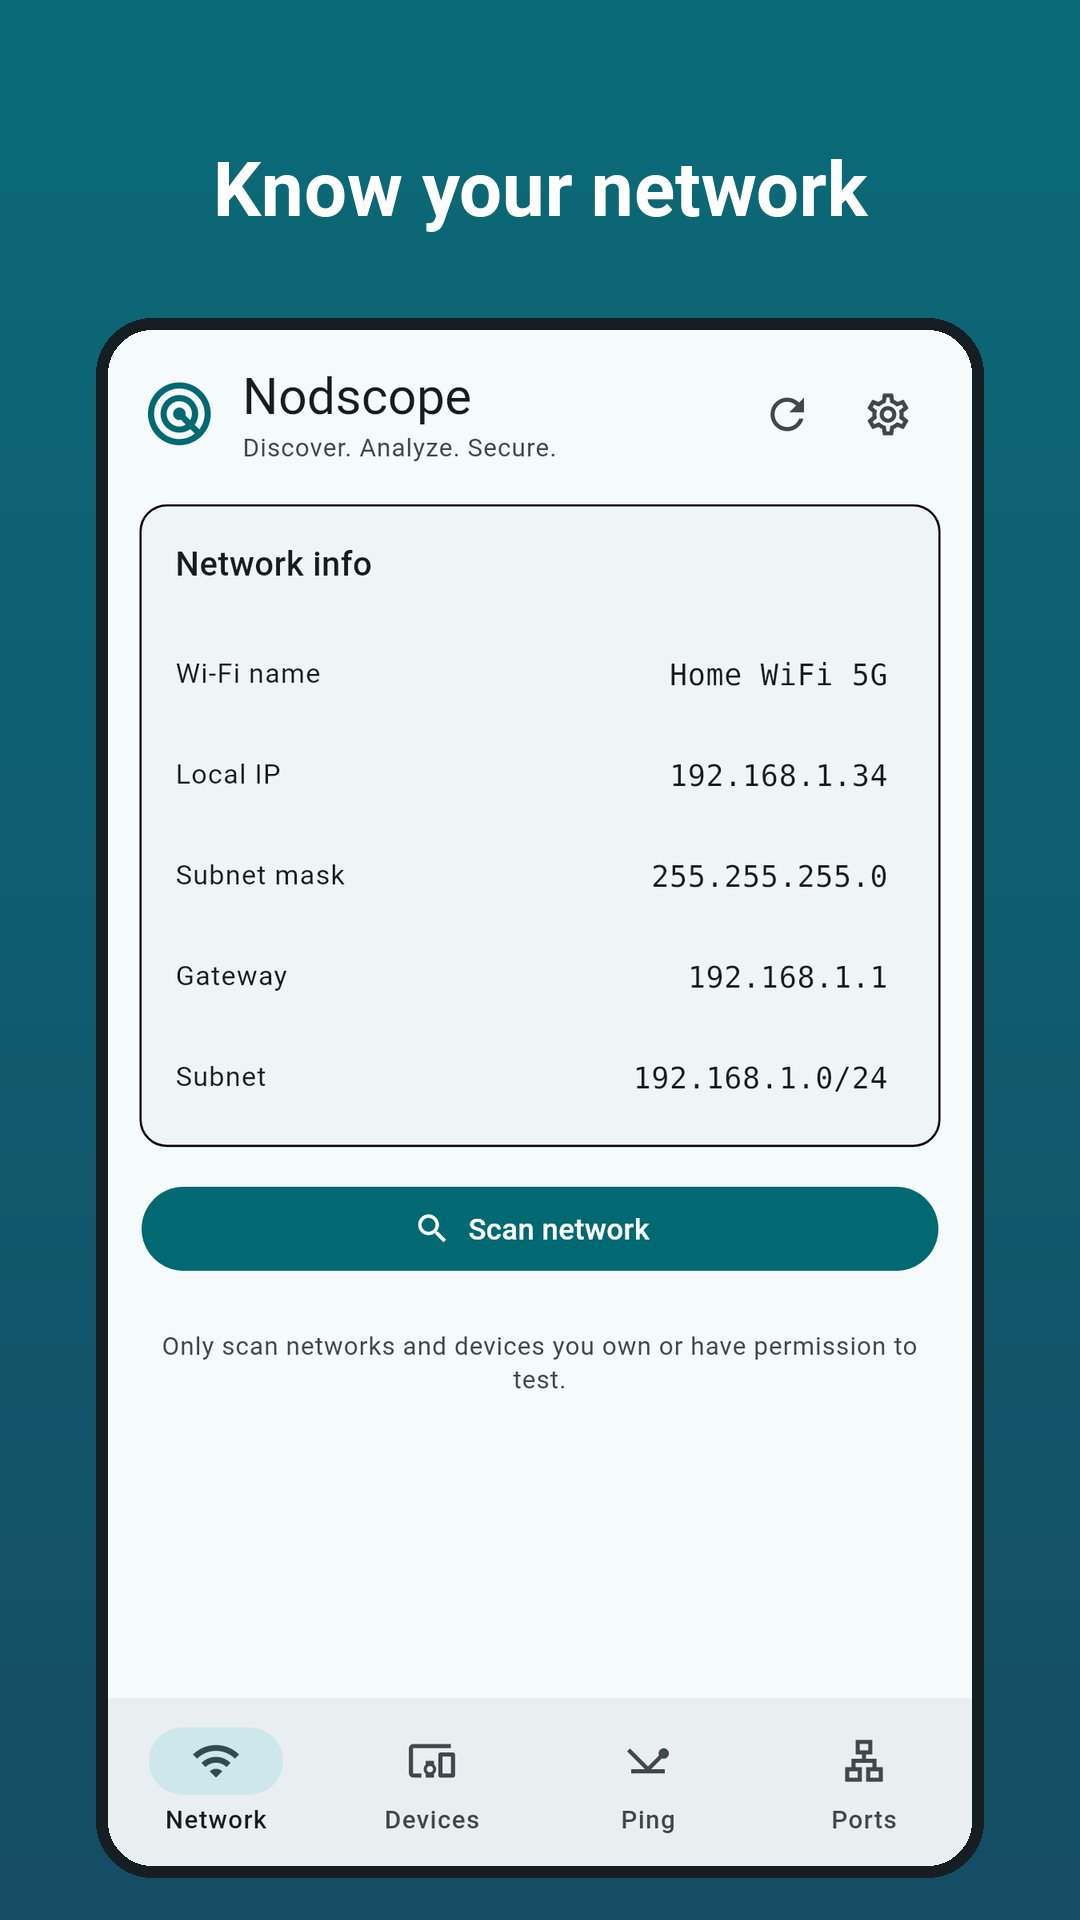 Know your network
Nodscope
Discover. Analyze. Secure.
Network info
Wi-Fi name Home WiFi 5G
Local IP 192.168.1.34
Subnet mask 255.255.255.0
Gateway 192.168.1.1
Subnet 192.168.1.0/24
Scan network
Only scan networks and devices you own or have permission to
test.
Network Devices Ping Ports